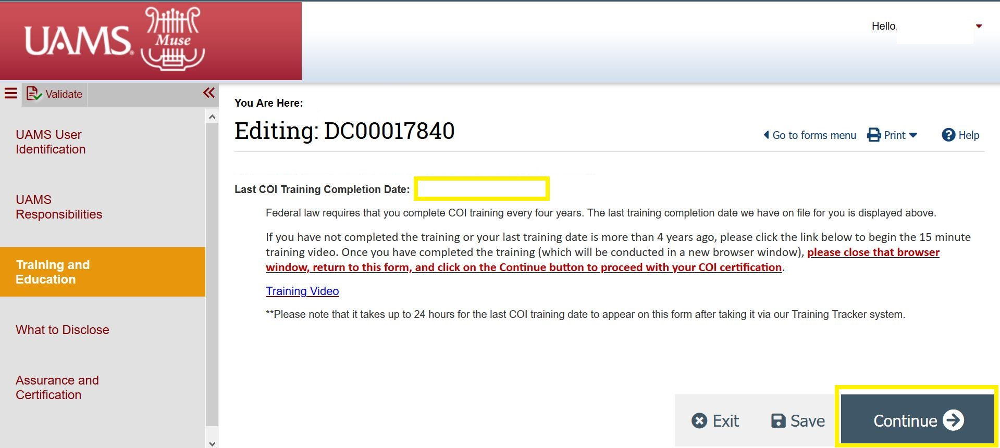 UAMS®
Muse
Hello,
Validate
UAMS User
Identification
UAMS
Responsibilities
Training and
Education
What to Disclose
Assurance and
Certification
You Are Here:
Editing: DC00017840
Go to forms menu
Print
Help
Last COI Training Completion Date:
Federal law requires that you complete COI training every four years. The last training completion date we have on file for you is displayed above.
If you have not completed the training or your last training date is more than 4 years ago, please click the link below to begin the 15 minute
training video. Once you have completed the training (which will be conducted in a new browser window), please close that browser
window, return to this form, and click on the Continue button to proceed with your COI certification.
Training Video
**Please note that it takes up to 24 hours for the last COI training date to appear on this form after taking it via our Training Tracker system.
Exit
Save
Continue